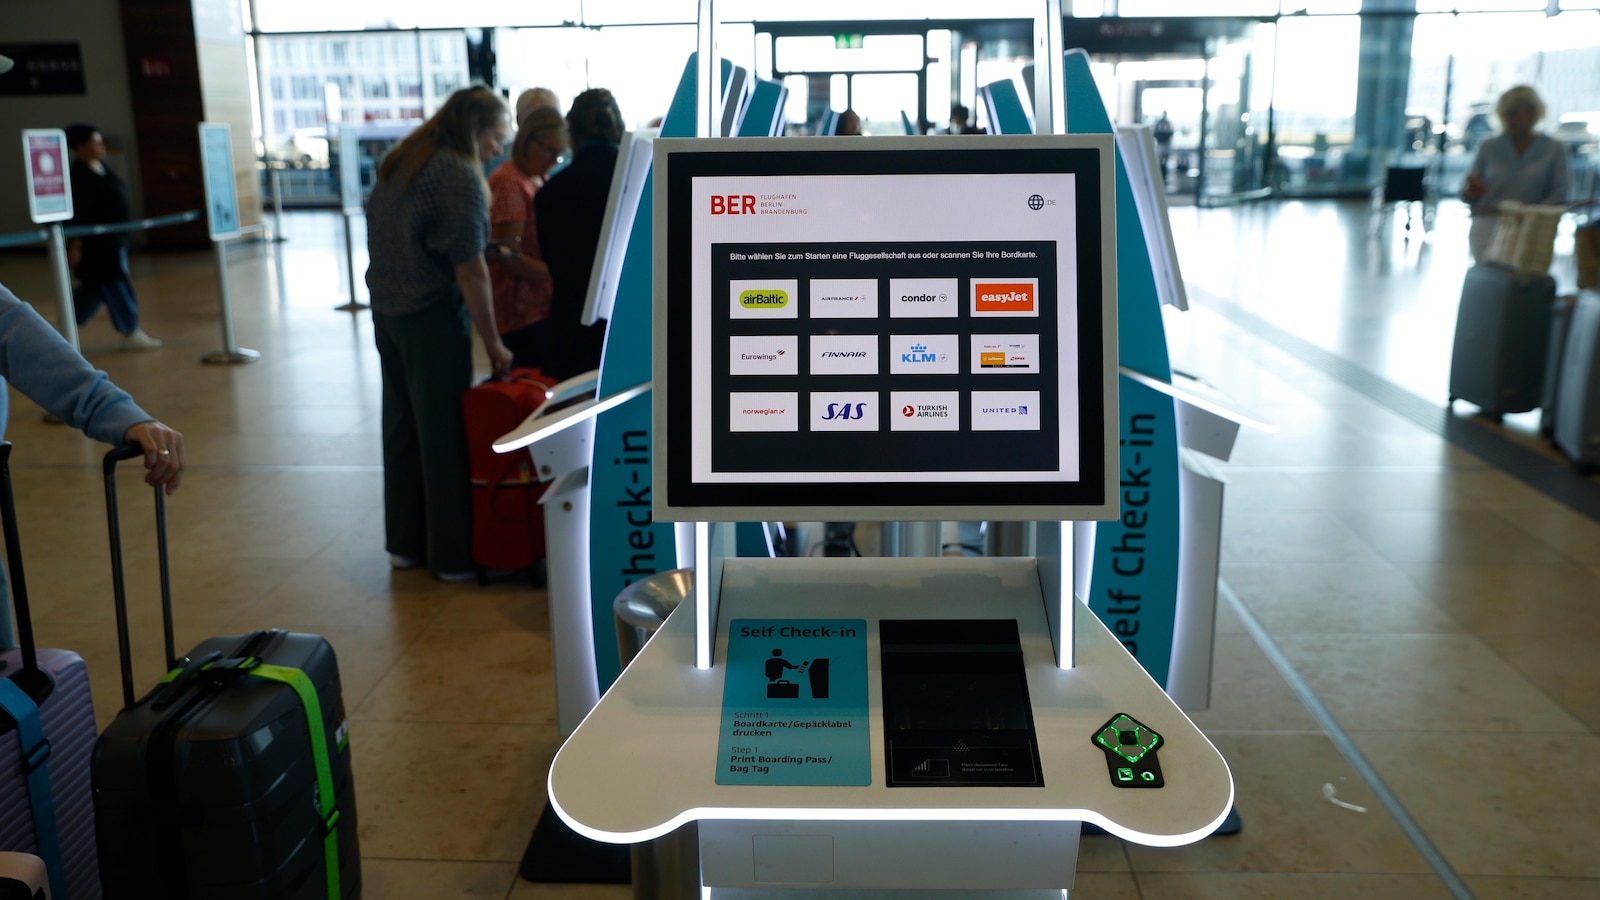 BER
FLUGHAFEN
BERLIN
BRANDENBURG
DE
Bitte wählen Sie zum Starten eine Fluggesellschaft aus oder scannen Sie Ihre Bordkarte.
airBaltic
AIRFRANCE
condor
easyJet
Eurowings
FINNAIR
KLM
norwegian
SAS
TURKISH
AIRLINES
UNITED
Check-in
Self Check-in
Self Check-in
Schritt 1
Boardkarte/Gepäcklabel
drucken
Step 1
Print Boarding Pass/
Bag Tag